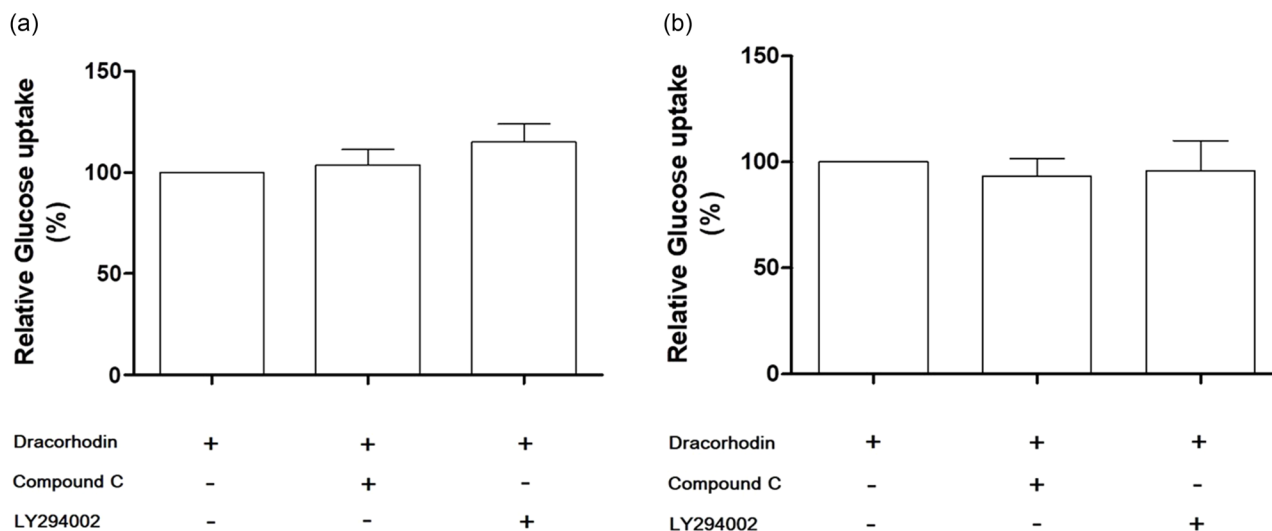 (a)
150
100
50
0
Relative Glucose uptake
(%)
Dracorhodin + + +
Compound C - + -
LY294002 - - +
(b)
150
100
50
0
Relative Glucose uptake
(%)
Dracorhodin + + +
Compound C - + -
LY294002 - - +